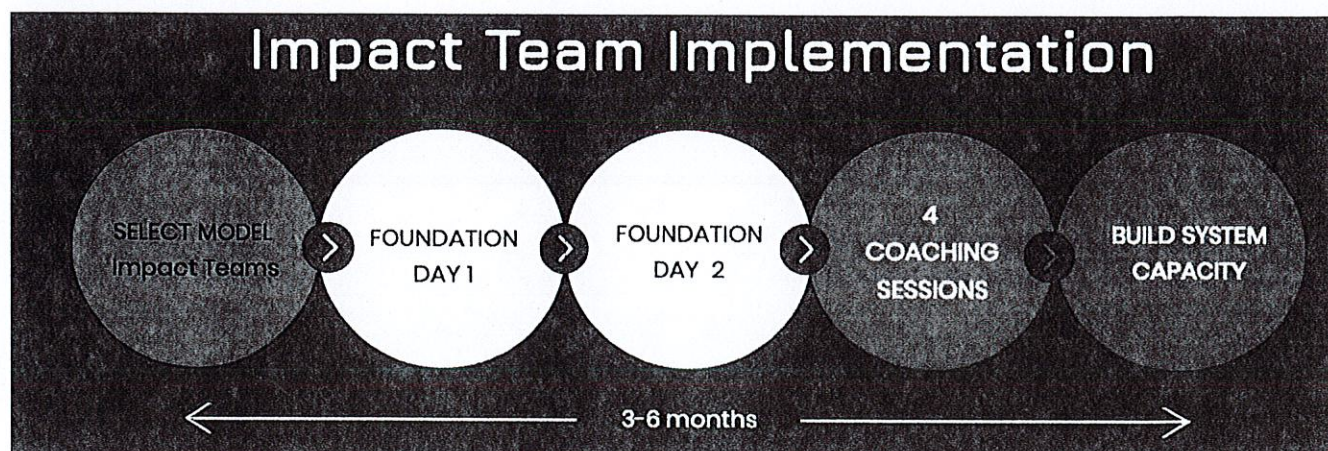 Impact Team Implementation
SELECT MODEL
Impact Teams
FOUNDATION
DAY 1
FOUNDATION
DAY 2
4
COACHING
SESSIONS
BUILD SYSTEM
CAPACITY
3-6 months